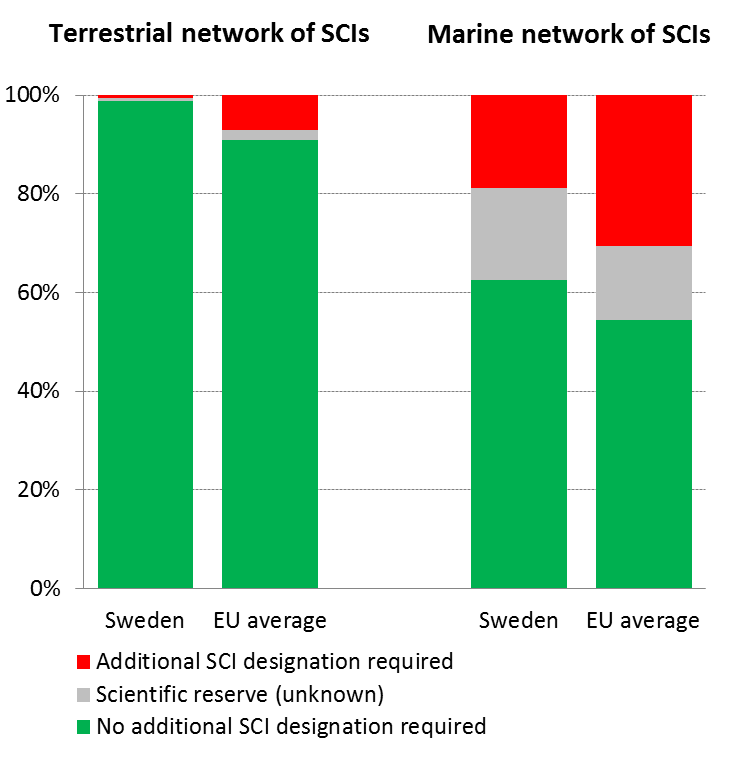 Terrestrial network of SCIs
Marine network of SCIs
100%
80%
60%
40%
20%
0%
Sweden
EU average
Sweden
EU average
Additional SCI designation required
Scientific reserve (unknown)
No additional SCI designation required